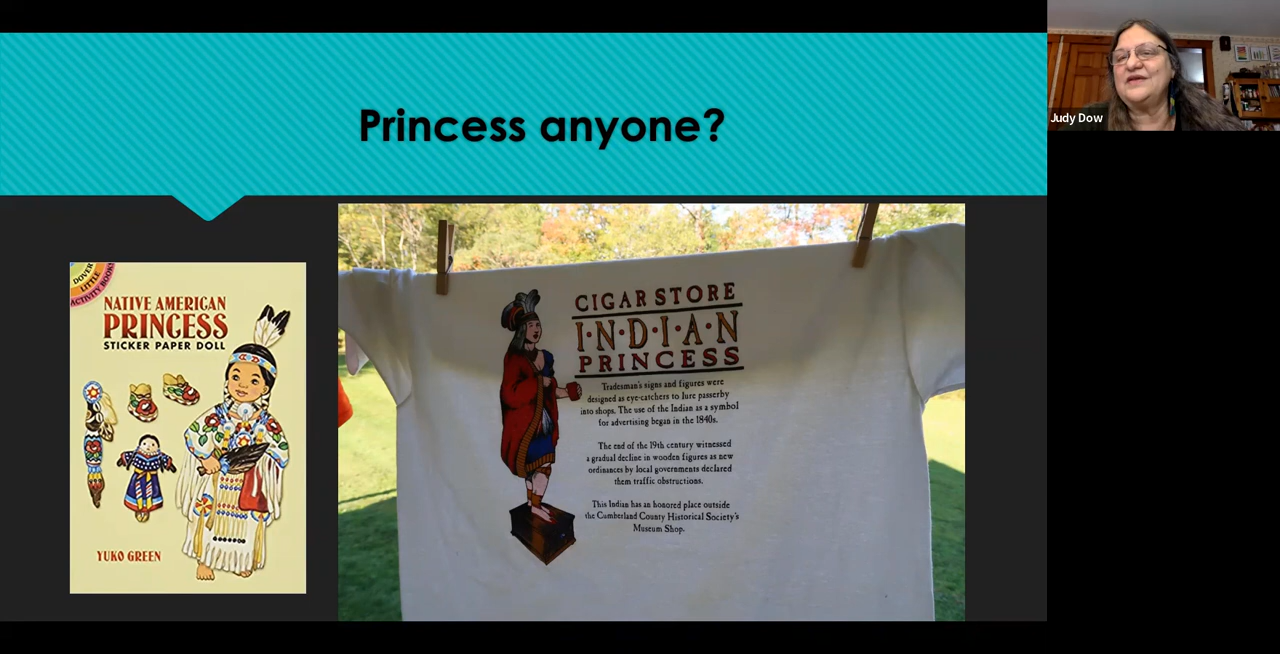 Princess anyone?
Judy Dow
DOVER
LITTLE
ACTIVITY BOOKS
NATIVE AMERICAN
PRINCESS
STICKER PAPER DOLL
YUKO GREEN
CIGAR STORE
I·N·D·I·A·N
PRINCESS
Tradesman's signs and figures were
designed as eye-catchers to lure passerby
into shops. The use of the Indian as a symbol
for advertising began in the 1840s.
The end of the 19th century witnessed
a gradual decline in wooden figures as new
ordinances by local governments declared
them traffic obstructions.
This Indian has an honored place outside
the Cumberland County Historical Society's
Museum Shop.